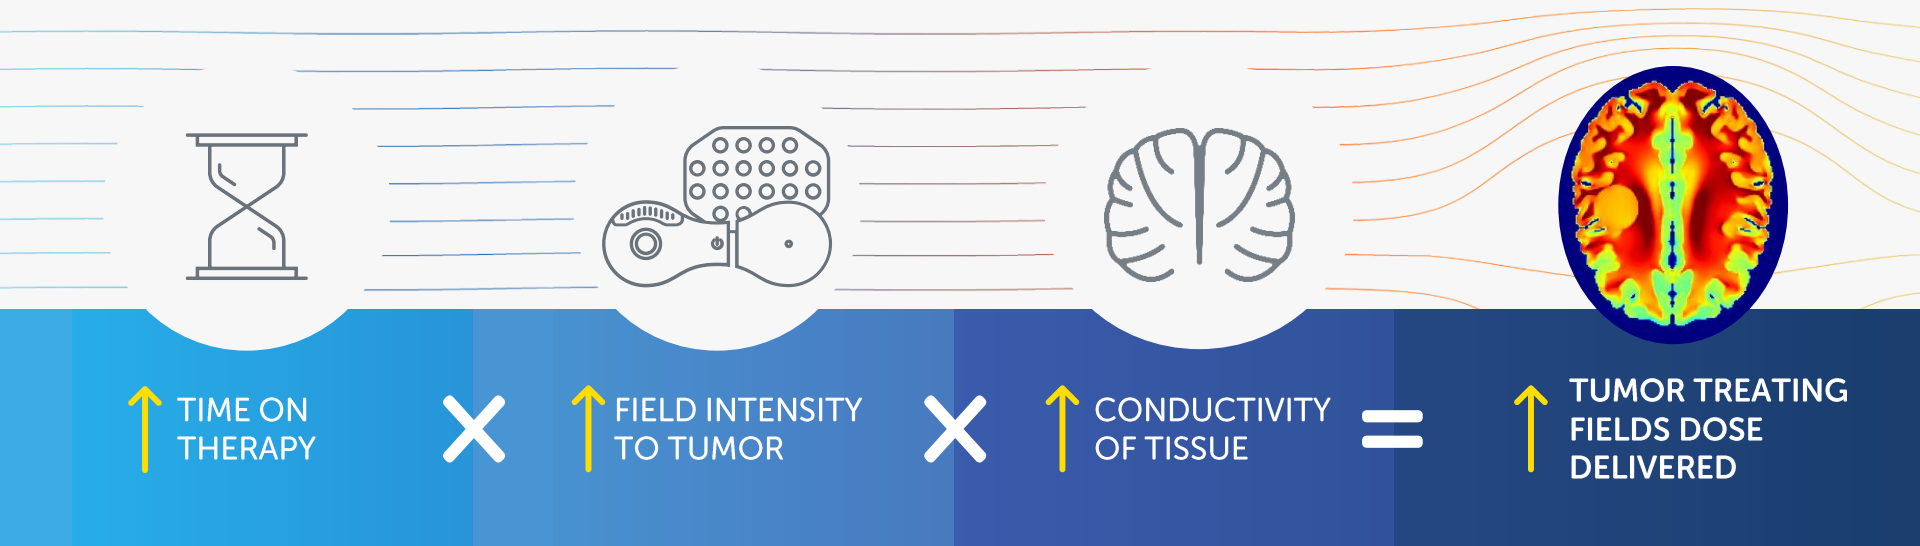 TIME ON
THERAPY
FIELD INTENSITY
TO TUMOR
CONDUCTIVITY
OF TISSUE
TUMOR TREATING
FIELDS DOSE
DELIVERED